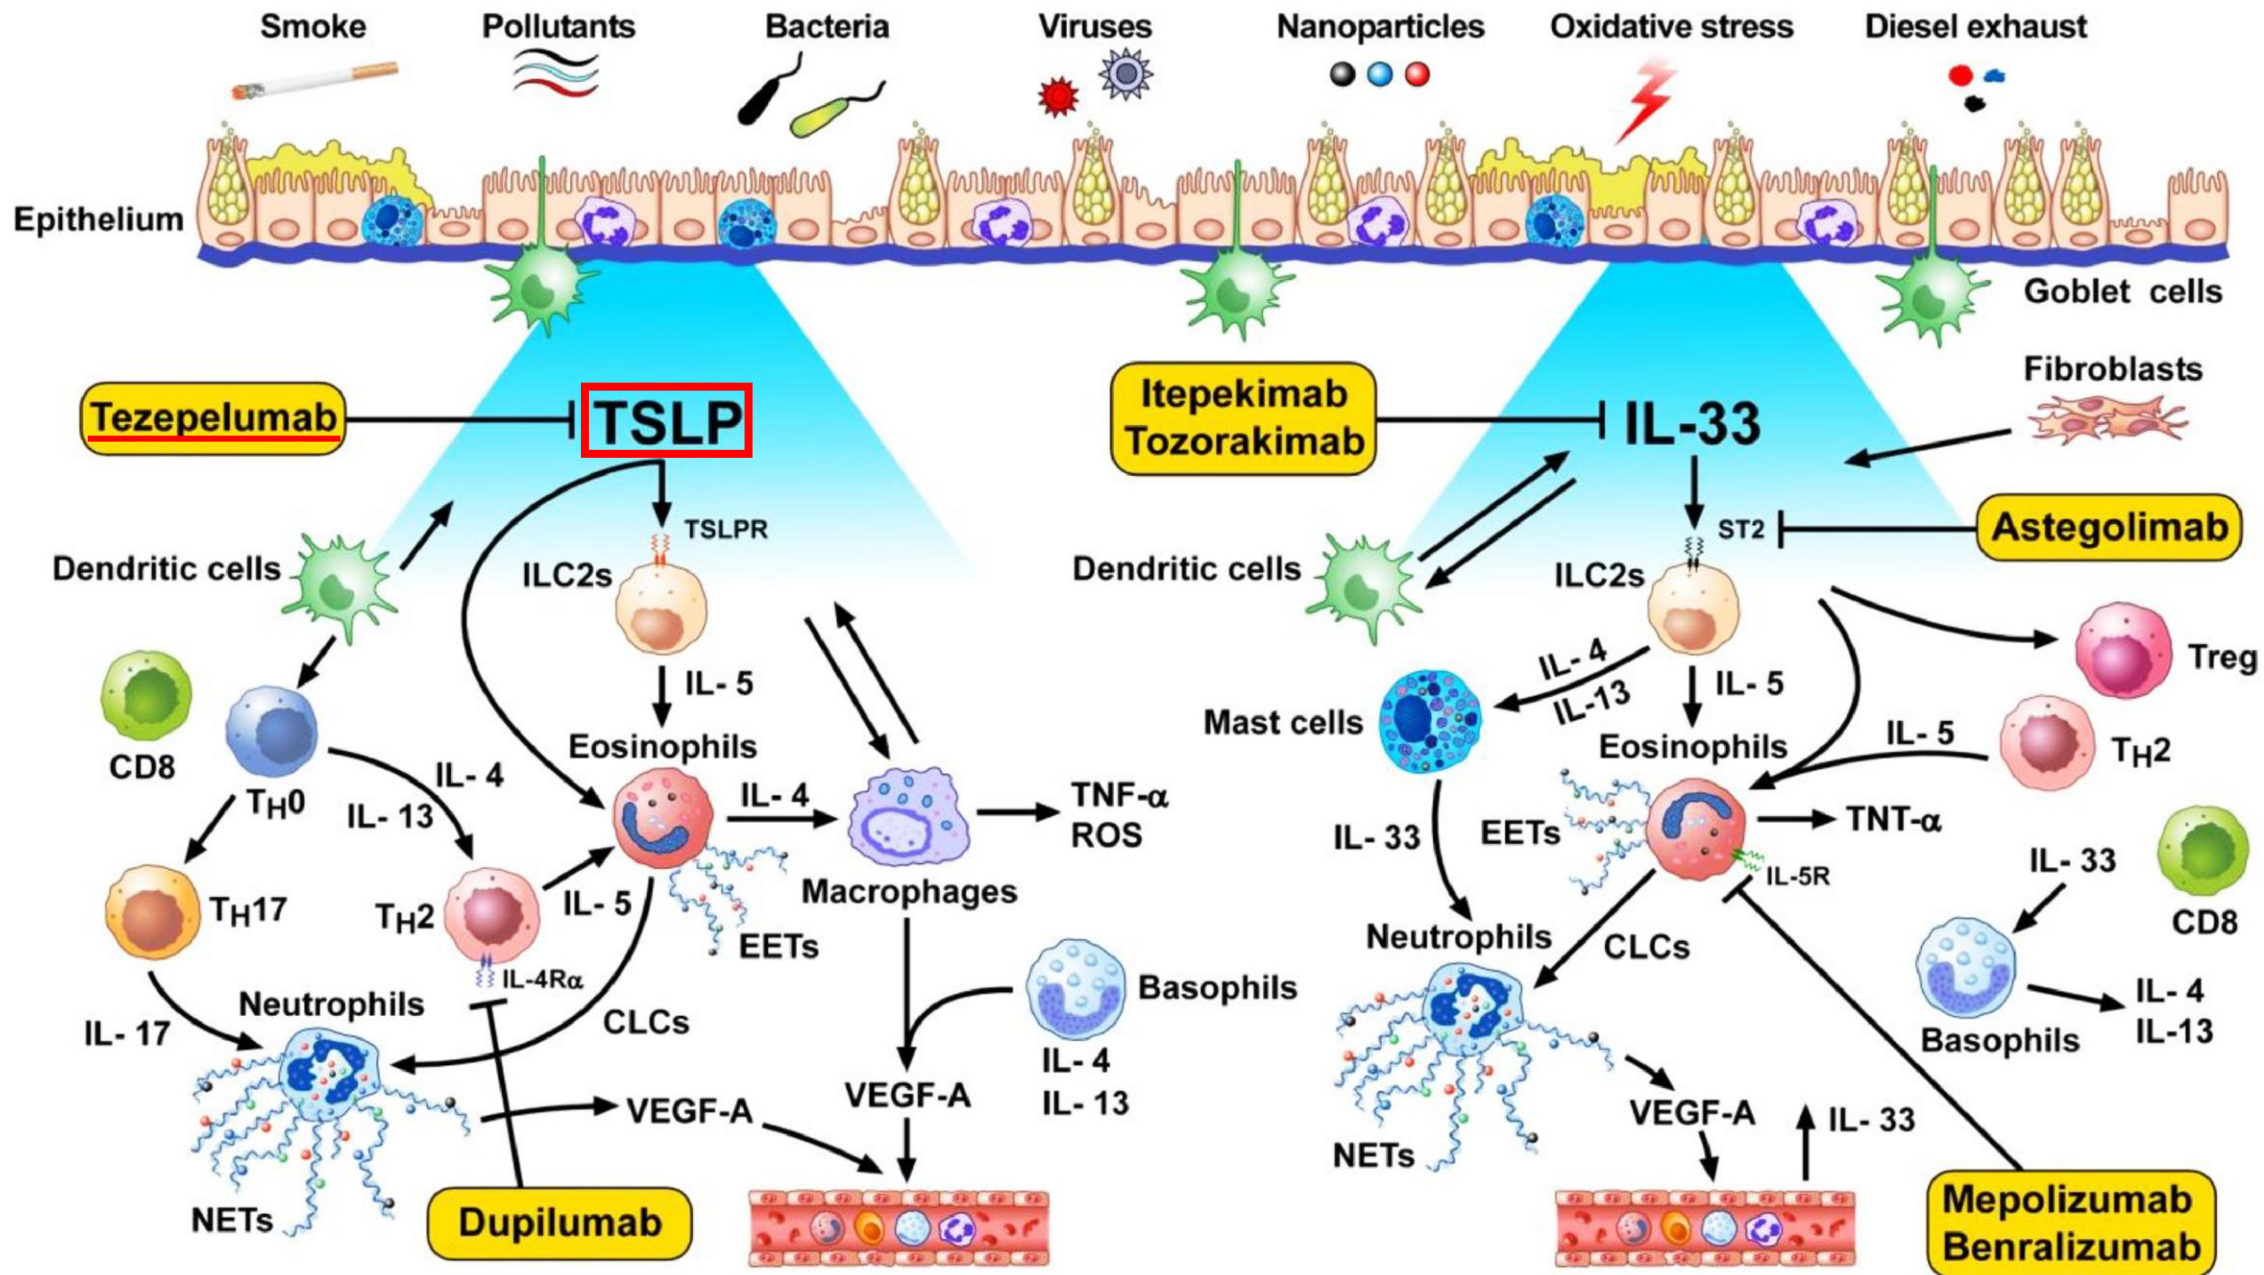 Smoke
Pollutants
Bacteria
Viruses
Nanoparticles
Oxidative stress
Diesel exhaust
Epithelium
Goblet cells
Fibroblasts
Tezepelumab
TSLP
TSLPR
Dendritic cells
ILC2s
IL- 5
CD8
TH0
IL- 4
IL- 13
Eosinophils
IL- 4
TNF-α
ROS
TH17
TH2
IL- 5
Macrophages
EETs
IL-4Rα
IL- 17
Neutrophils
CLCs
Basophils
IL- 4
IL- 13
VEGF-A
VEGF-A
NETs
Dupilumab
Itepekimab
Tozorakimab
IL-33
ST2
Astegolimab
Dendritic cells
ILC2s
IL- 4
IL-13
IL- 5
Treg
Mast cells
Eosinophils
IL- 5
TH2
IL- 33
EETs
TNT-α
IL-5R
IL- 33
CD8
Neutrophils
CLCs
Basophils
IL- 4
IL-13
NETs
VEGF-A
IL- 33
Mepolizumab
Benralizumab